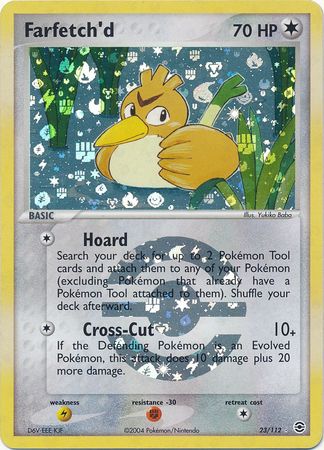 Farfetch'd 70 HP
BASIC Illus. Yukiko Baba
Hoard
Search your deck for up to 2 Pokémon Tool
cards and attach them to any of your Pokémon
(excluding Pokémon that already have a
Pokémon Tool attached to them). Shuffle your
deck afterward.
Cross-Cut 10+
If the Defending Pokémon is an Evolved
Pokémon, this attack does 10 damage plus 20
more damage.
weakness resistance -30 retreat cost
©2004 Pokémon/Nintendo 23/112